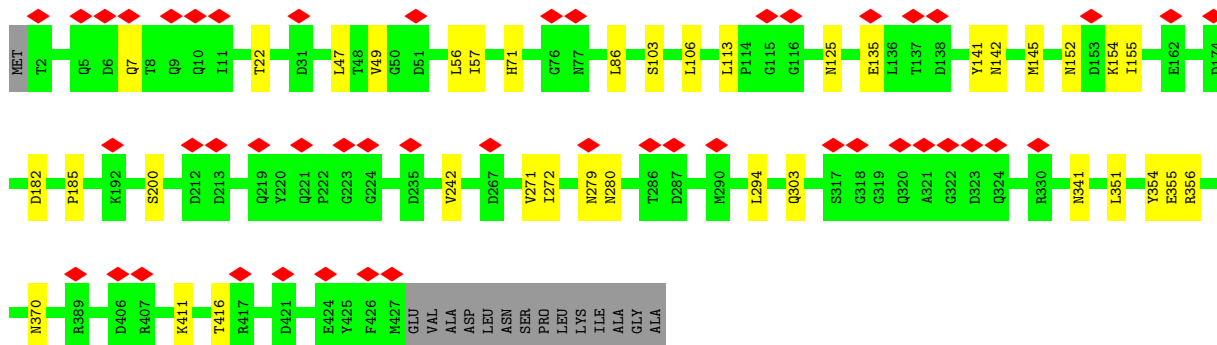 MET T2 Q5 D6 Q7 T8 Q9 Q10 I11 T22 D31 L47 T48 V49 G50 D51 L56 I57 H71 G76 N77 L86 S103 L106 L113 P114 G115 G116 N125 E135 L136 T137 D138 Y141 N142 M145 N152 D153 K154 I155 E162 D174
D182 P185 K192 S200 D212 D213 Q219 Y220 Q221 P222 G223 G224 D235 V242 D267 V271 I272 N279 N280 T286 D287 M290 L294 Q303 S317 G318 G319 Q320 A321 G322 D323 Q324 R330 N341 L351 Y354 E355 R356
N370 R389 D406 R407 K411 T416 R417 D421 E424 Y425 F426 M427 GLU VAL ALA ASP LEU ASN SER PRO LEU LYS ILE ALA GLY ALA